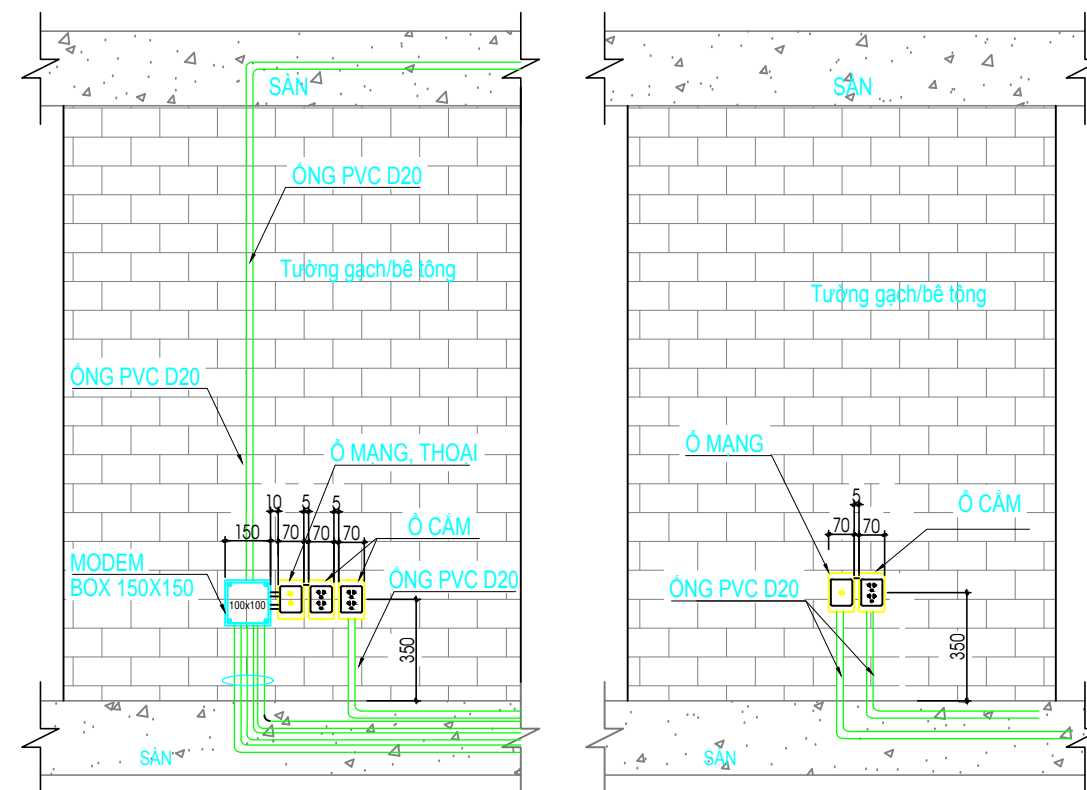 SÀN
ỐNG PVC D20
Tường gạch/bê tông
ỐNG PVC D20
Ổ MẠNG, THOẠI
10 5 5
150 70 70 70
Ổ CẮM
MODEM
BOX 150X150
100x100
ỐNG PVC D20
350
SÀN
SÀN
Tường gạch/bê tông
Ổ MẠNG
5
70 70
Ổ CẮM
ỐNG PVC D20
350
SÀN